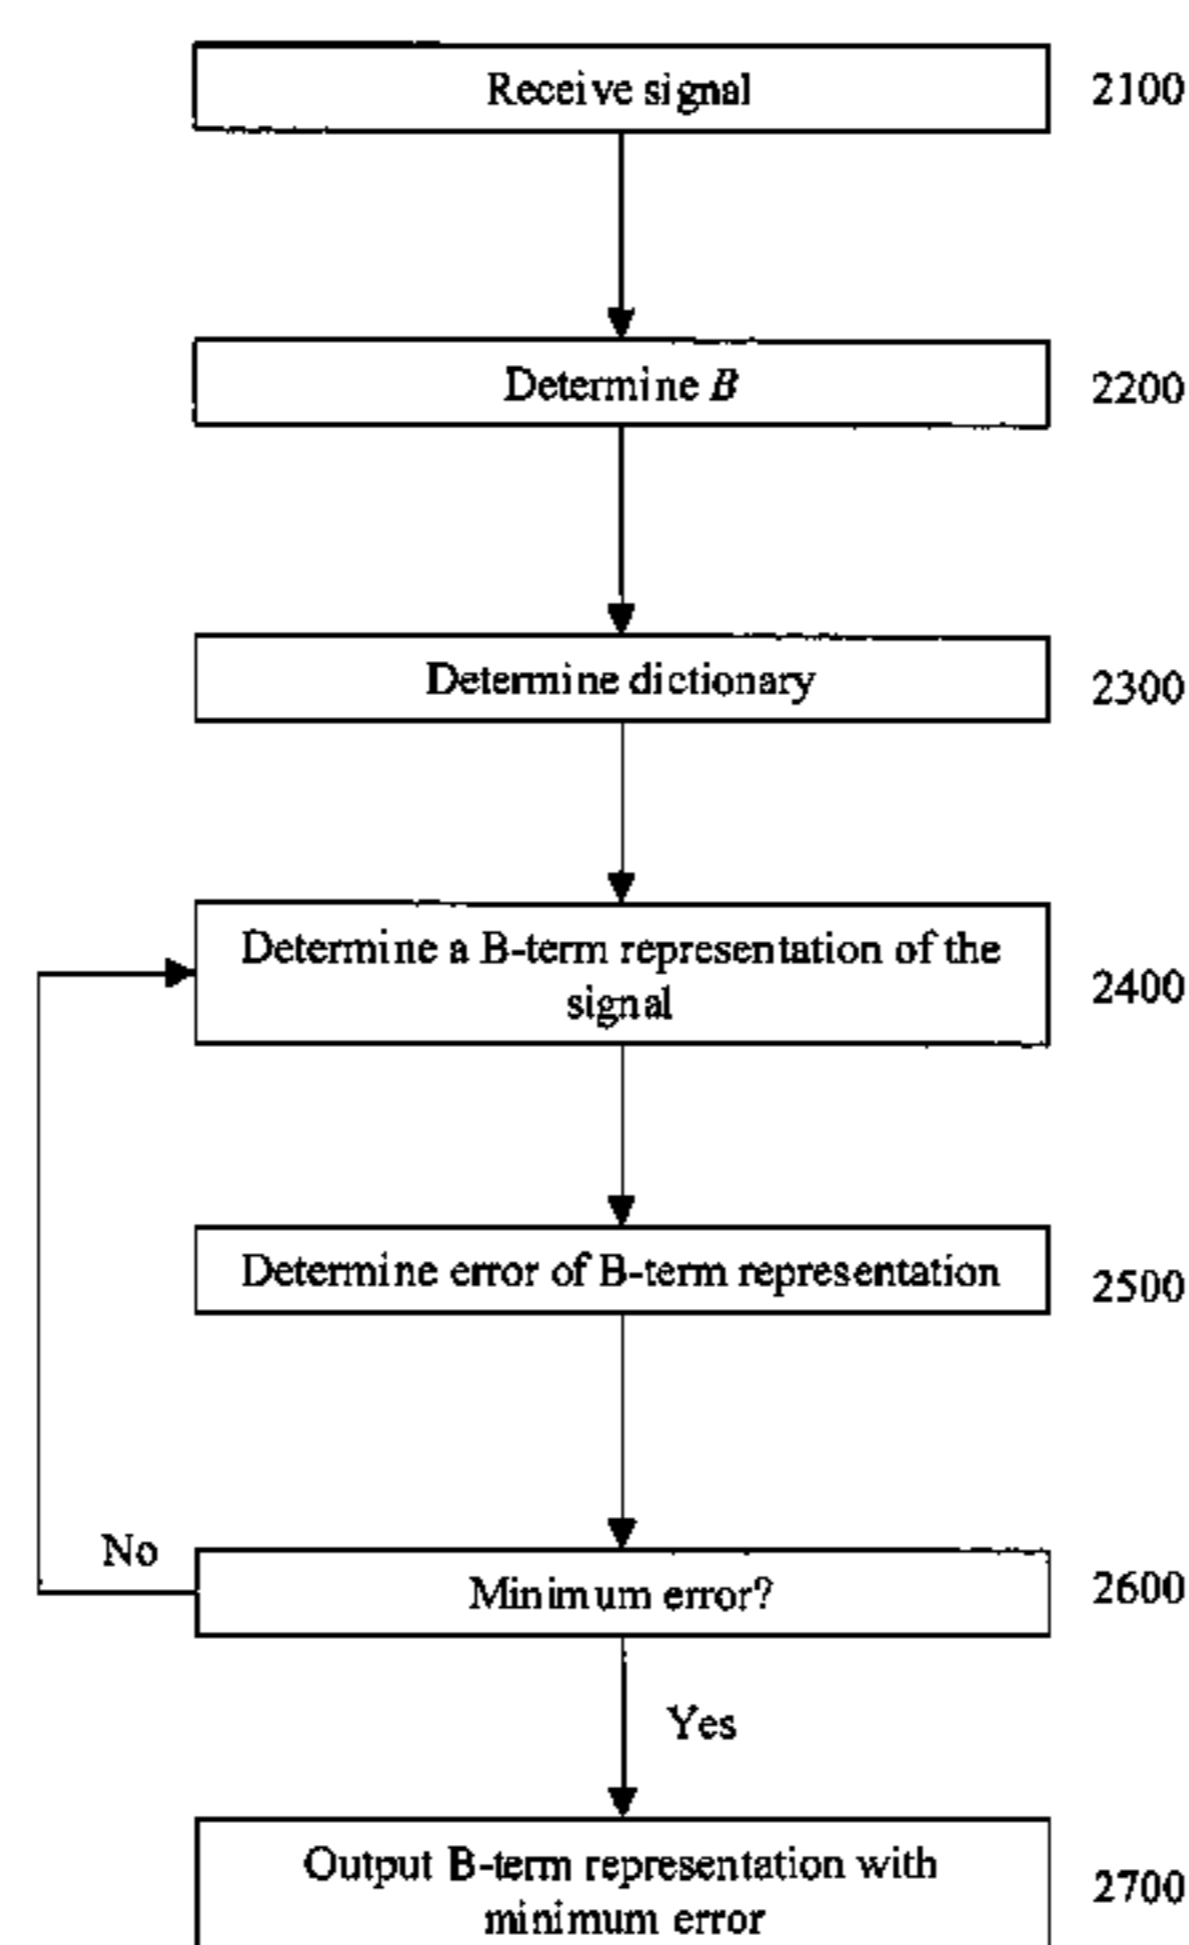 Receive signal 2100
Determine B 2200
Determine dictionary 2300
Determine a B-term representation of the
signal
2400
Determine error of B-term representation 2500
No
Minimum error? 2600
Yes
Output B-term representation with
minimum error
2700